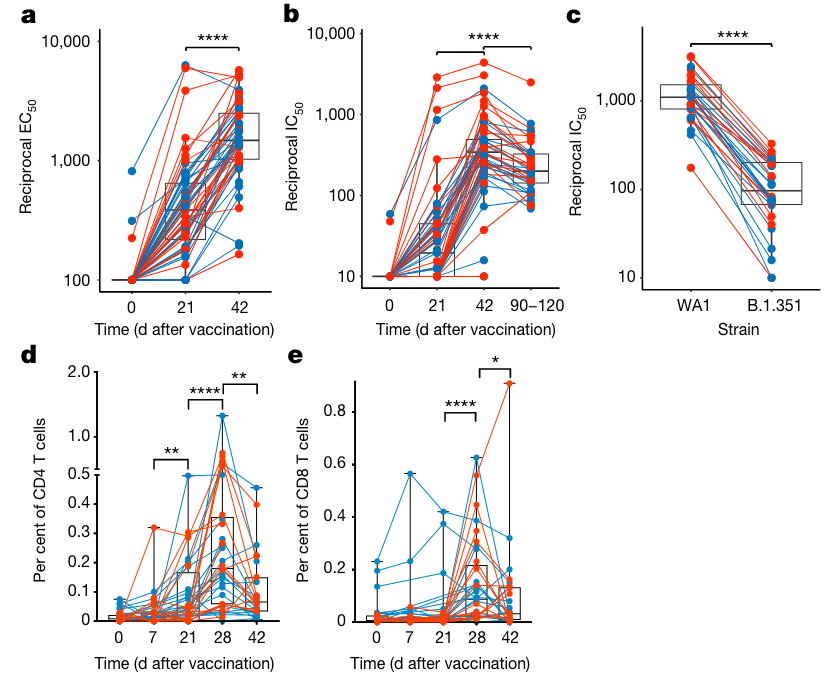 a
Reciprocal EC50
10,000
1,000
100
****
0 21 42
Time (d after vaccination)
b
Reciprocal IC50
10,000
1,000
100
10
****
0 21 42 90–120
Time (d after vaccination)
c
Reciprocal IC50
1,000
100
10
****
WA1 B.1.351
Strain
d
Per cent of CD4 T cells
2.0
1.0
0.5
0.4
0.3
0.2
0.1
0
**
****
**
0 7 21 28 42
Time (d after vaccination)
e
Per cent of CD8 T cells
0.8
0.6
0.4
0.2
0
****
*
0 7 21 28 42
Time (d after vaccination)